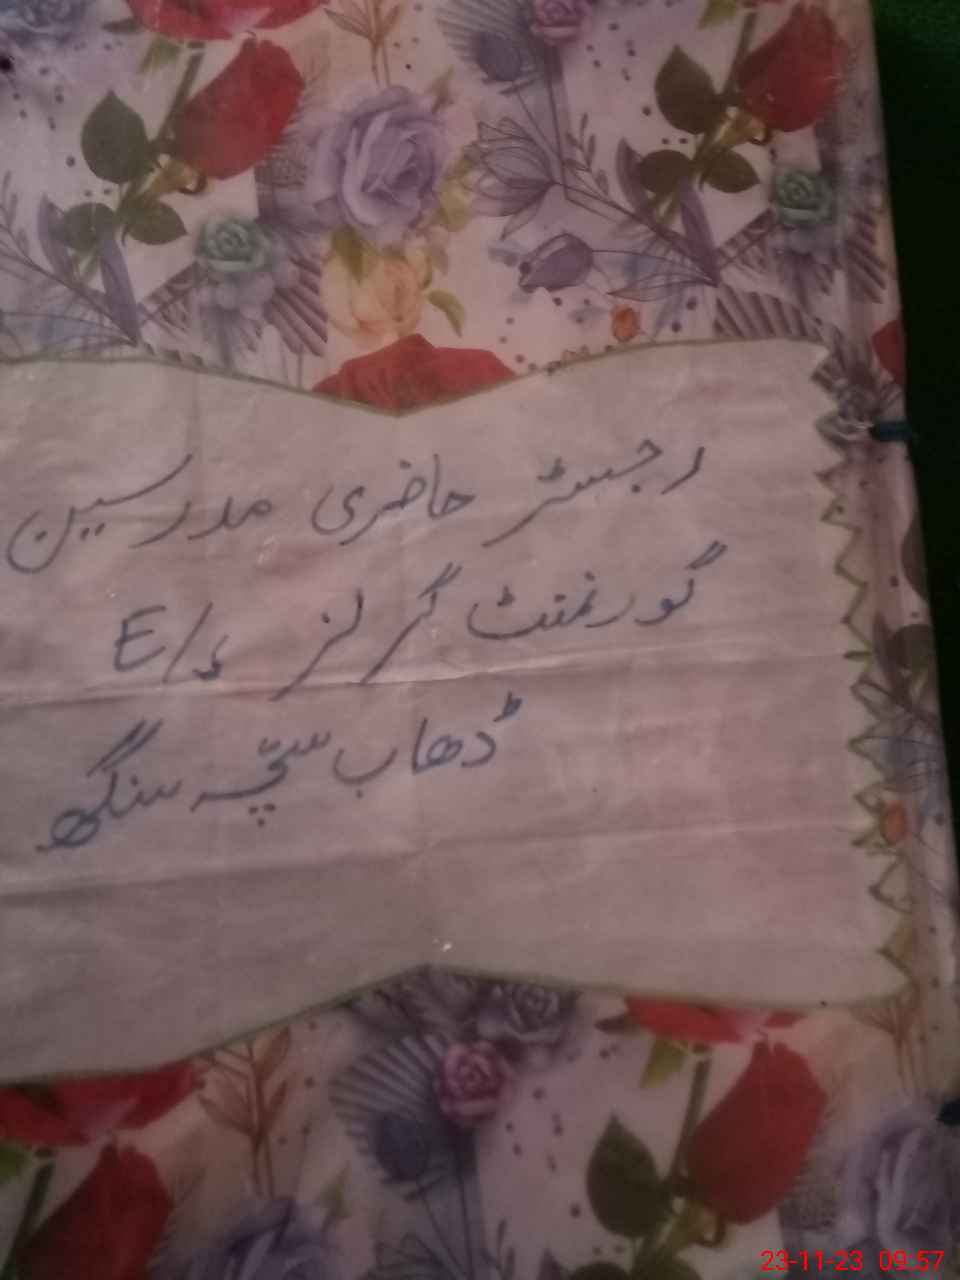 رجسٹر حاضری مدرسین
گورنمنٹ گرلز E/S
ڈھاب سچہ سنگھ
23-11-23 09:57